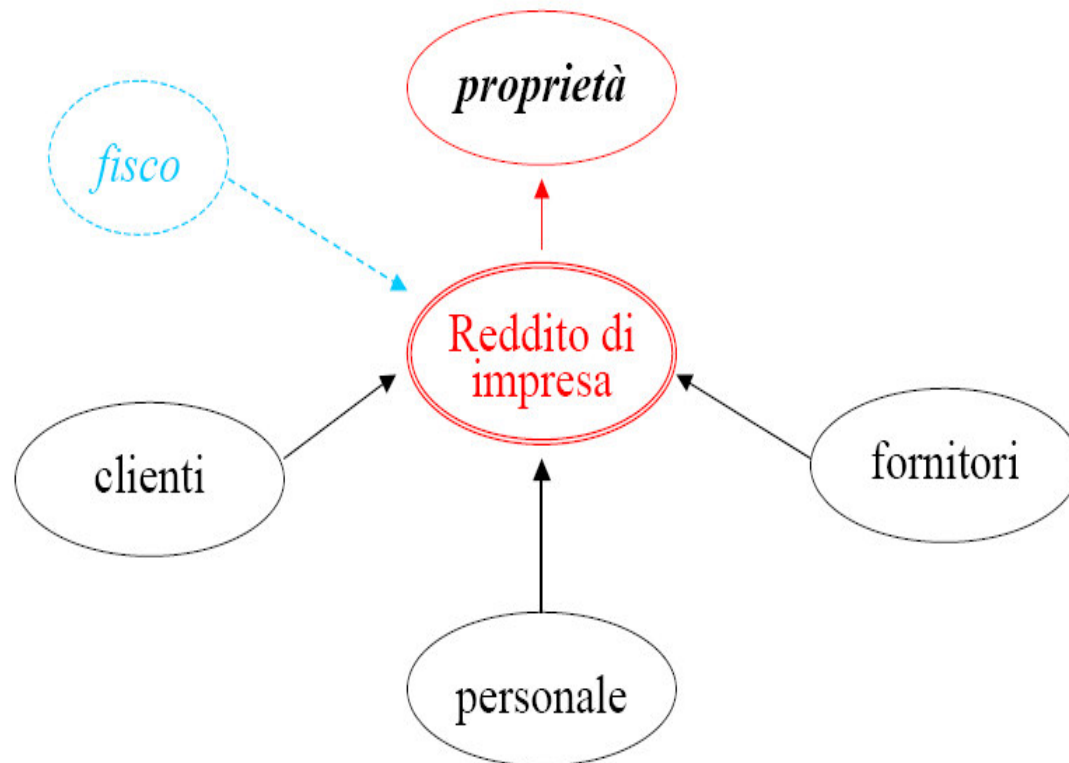 proprietà
fisco
Reddito di
impresa
clienti
fornitori
personale